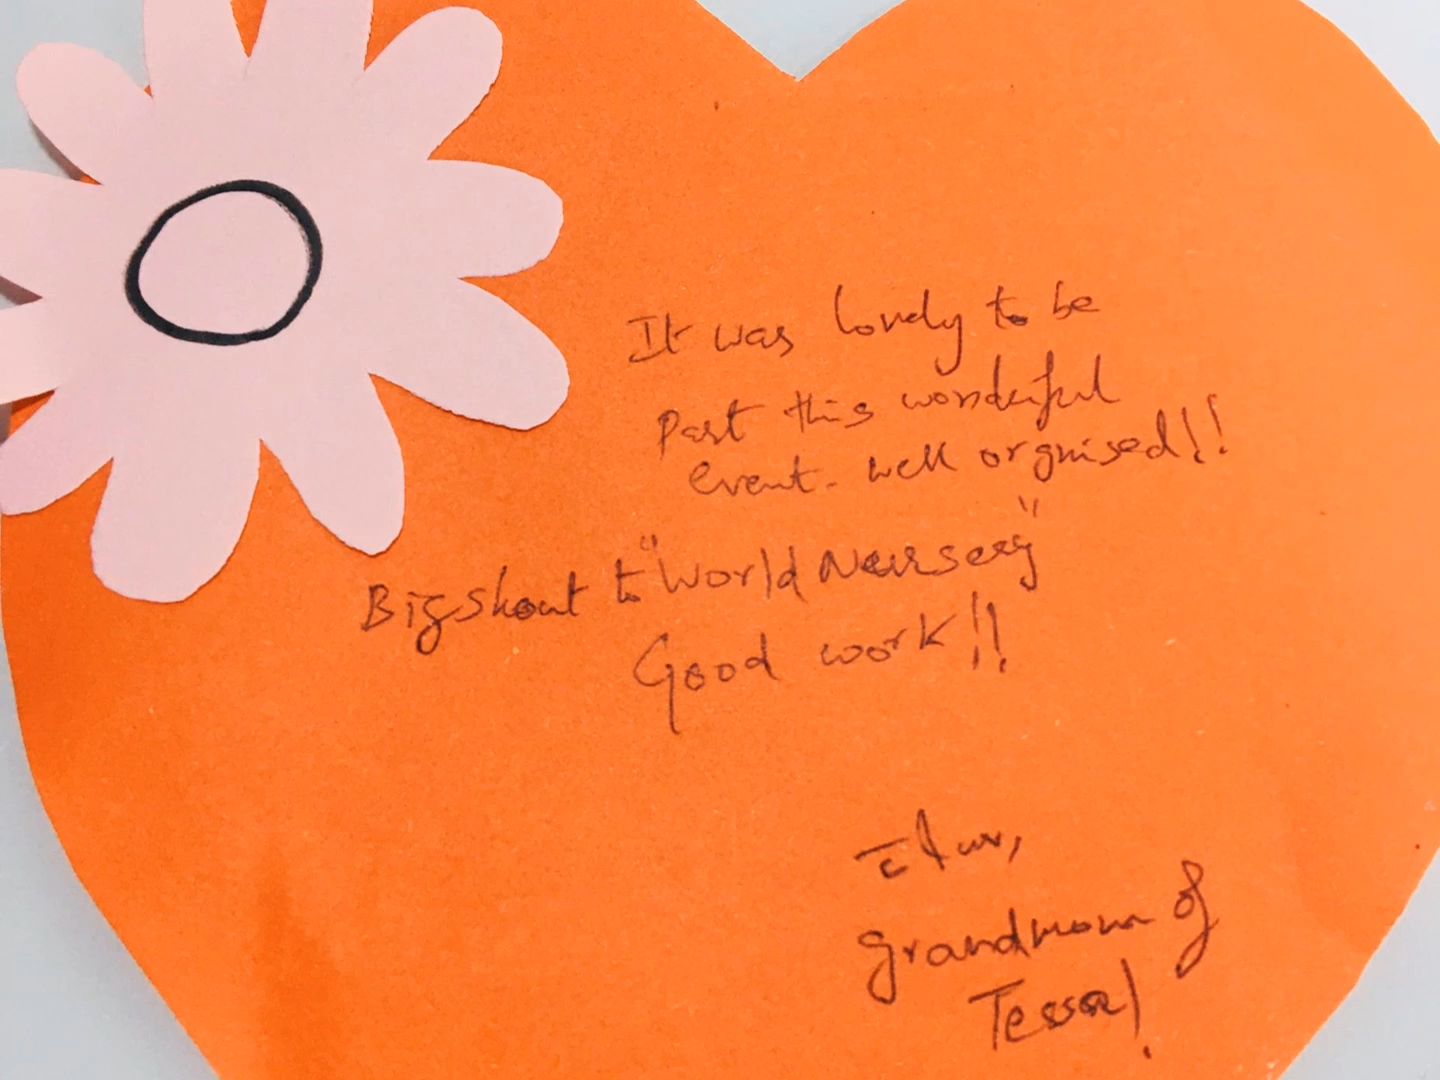 It was lovely to be
Part this wonderful
event. well orgnised!!
Big shout to "World Nursery"
Good work!!
Grandmom of
Tessa!